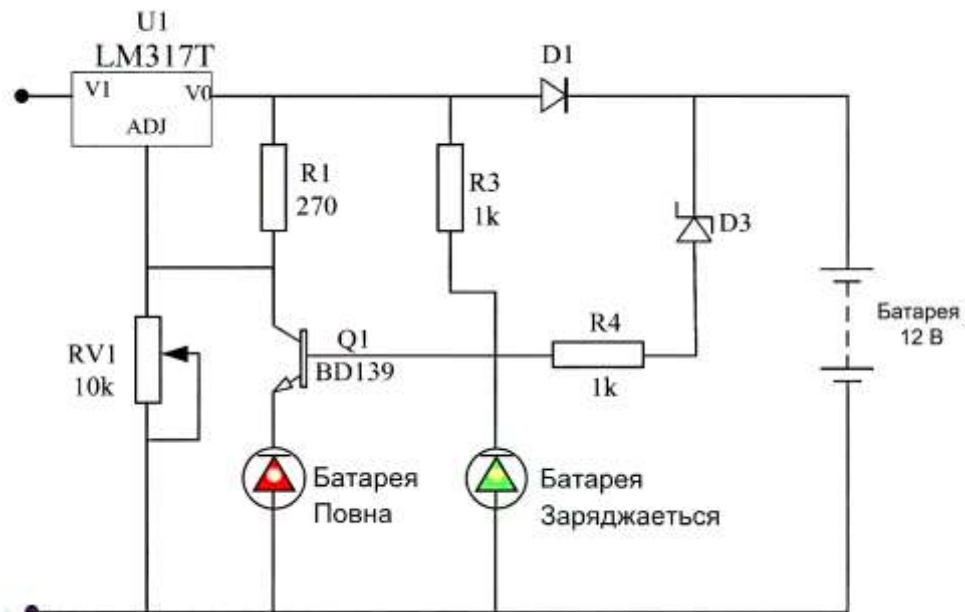 U1
LM317T
V1
V0
ADJ
D1
R1
270
R3
1k
D3
RV1
10k
Q1
BD139
R4
1k
Батарея
12 В
Батарея
Повна
Батарея
Заряджаеться